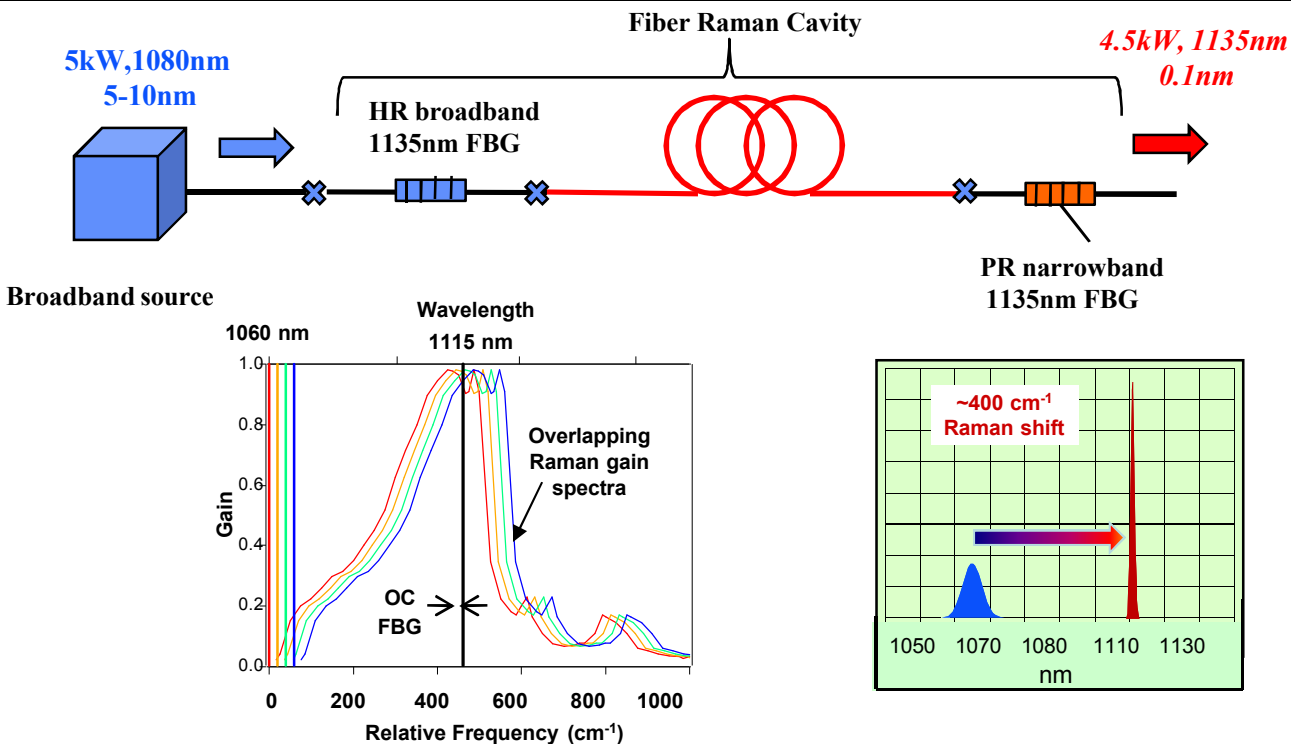 Fiber Raman Cavity
5kW,1080nm
5-10nm
4.5kW, 1135nm
0.1nm
HR broadband
1135nm FBG
PR narrowband
1135nm FBG
Broadband source
Wavelength
1060 nm
1115 nm
1.0
0.8
0.6
0.4
0.2
0.0
Gain
Overlapping
Raman gain
spectra
OC
FBG
0 200 400 600 800 1000
Relative Frequency (cm⁻¹)
~400 cm⁻¹
Raman shift
1050 1070 1080 1110 1130
nm